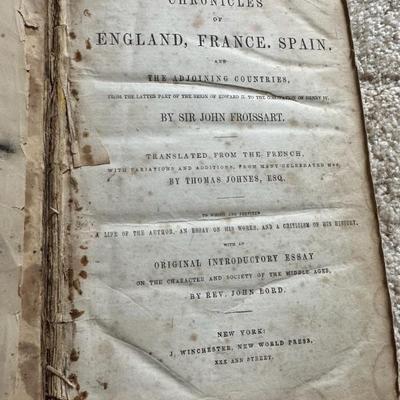 CHRONICLES
OF
ENGLAND, FRANCE. SPAIN.
AND
THE ADJOINING COUNTRIES,
FROM THE LATTER PART OF THE REIGN OF EDWARD II. TO THE CORONATION OF HENRY IV.
BY SIR JOHN FROISSART.
TRANSLATED FROM THE FRENCH,
WITH VARIATIONS AND ADDITIONS, FROM MANY CELEBRATED MSS,
BY THOMAS JOHNES, ESQ.
TO WHICH ARE PREFIXED
A LIFE OF THE AUTHOR, AN ESSAY ON HIS WORKS, AND A CRITICISM ON HIS HISTORY.
WITH AN
ORIGINAL INTRODUCTORY ESSAY
ON THE CHARACTER AND SOCIETY OF THE MIDDLE AGES,
BY REV. JOHN LORD.
NEW YORK:
J. WINCHESTER, NEW WORLD PRESS,
XXX ANN STREET.